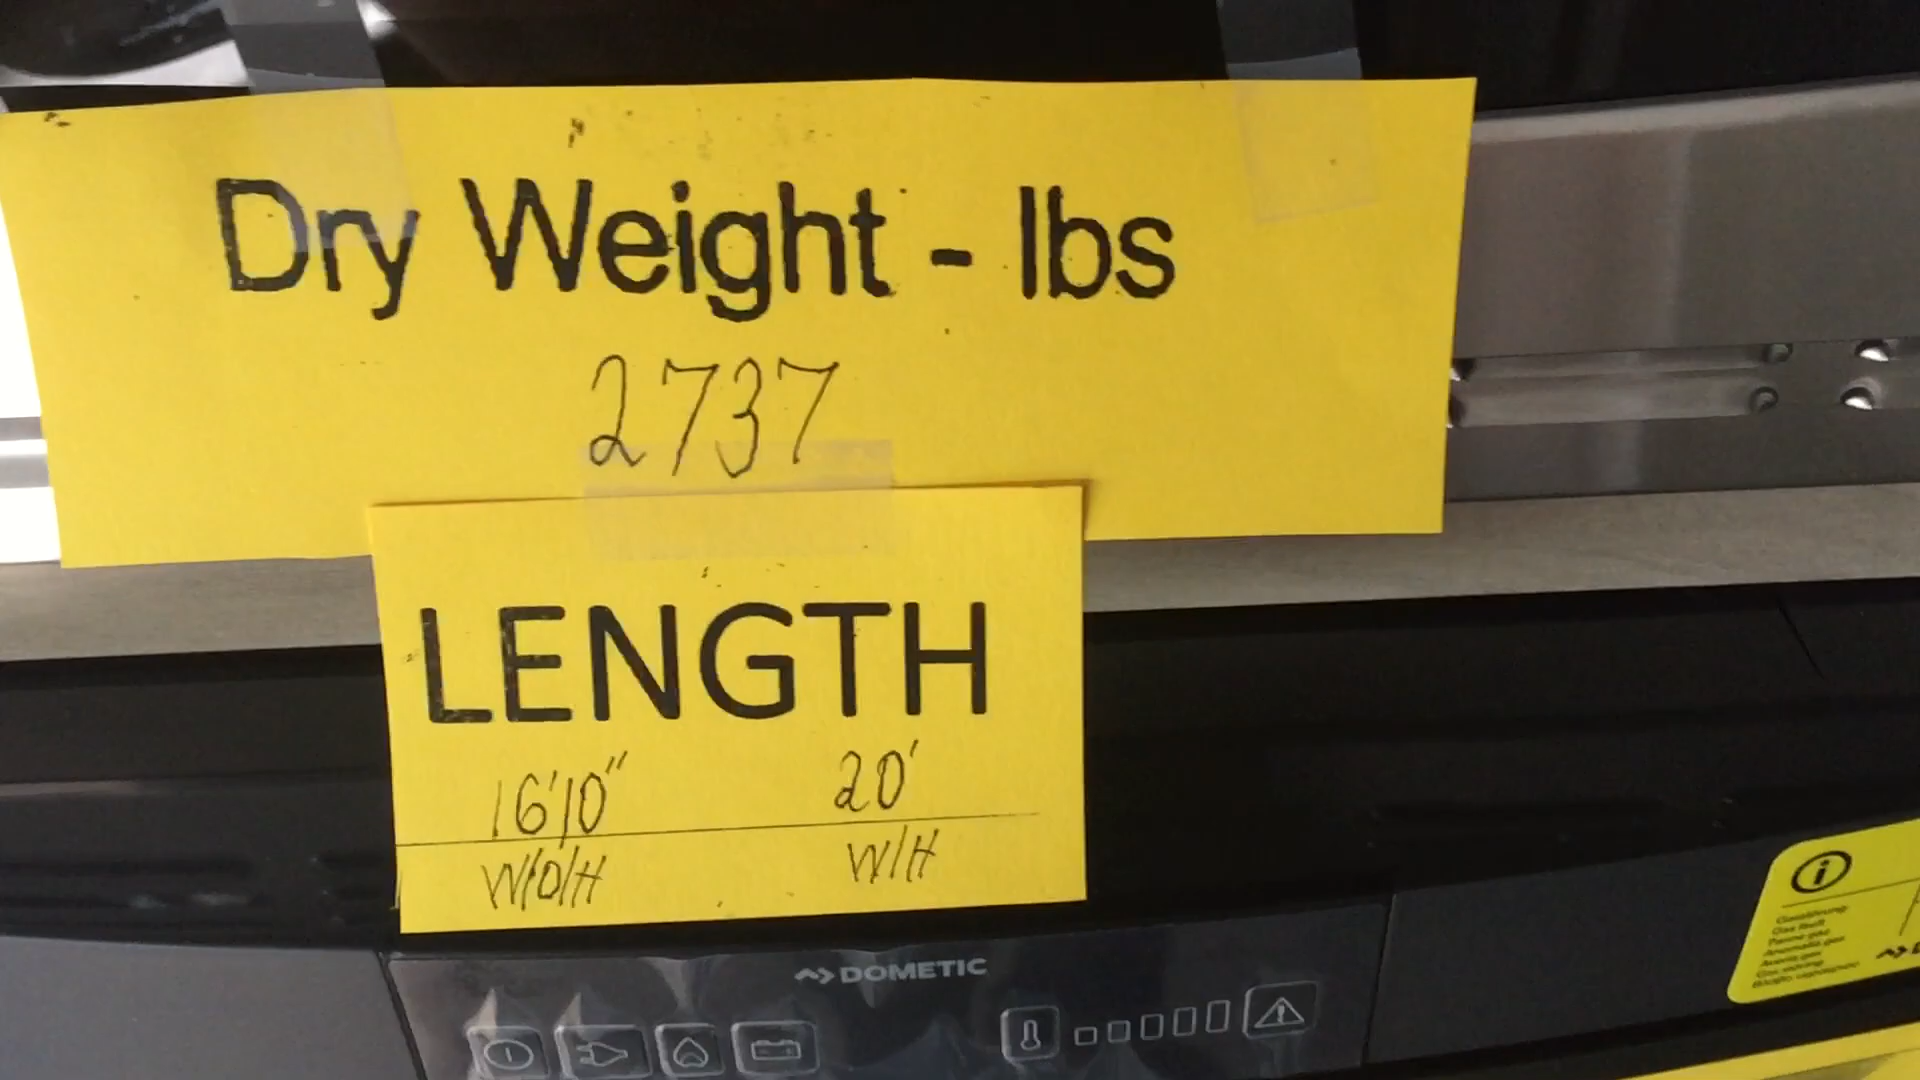 Dry Weight - lbs
2737
LENGTH
16'10" 20'
W/O/H W/H
DOMETIC